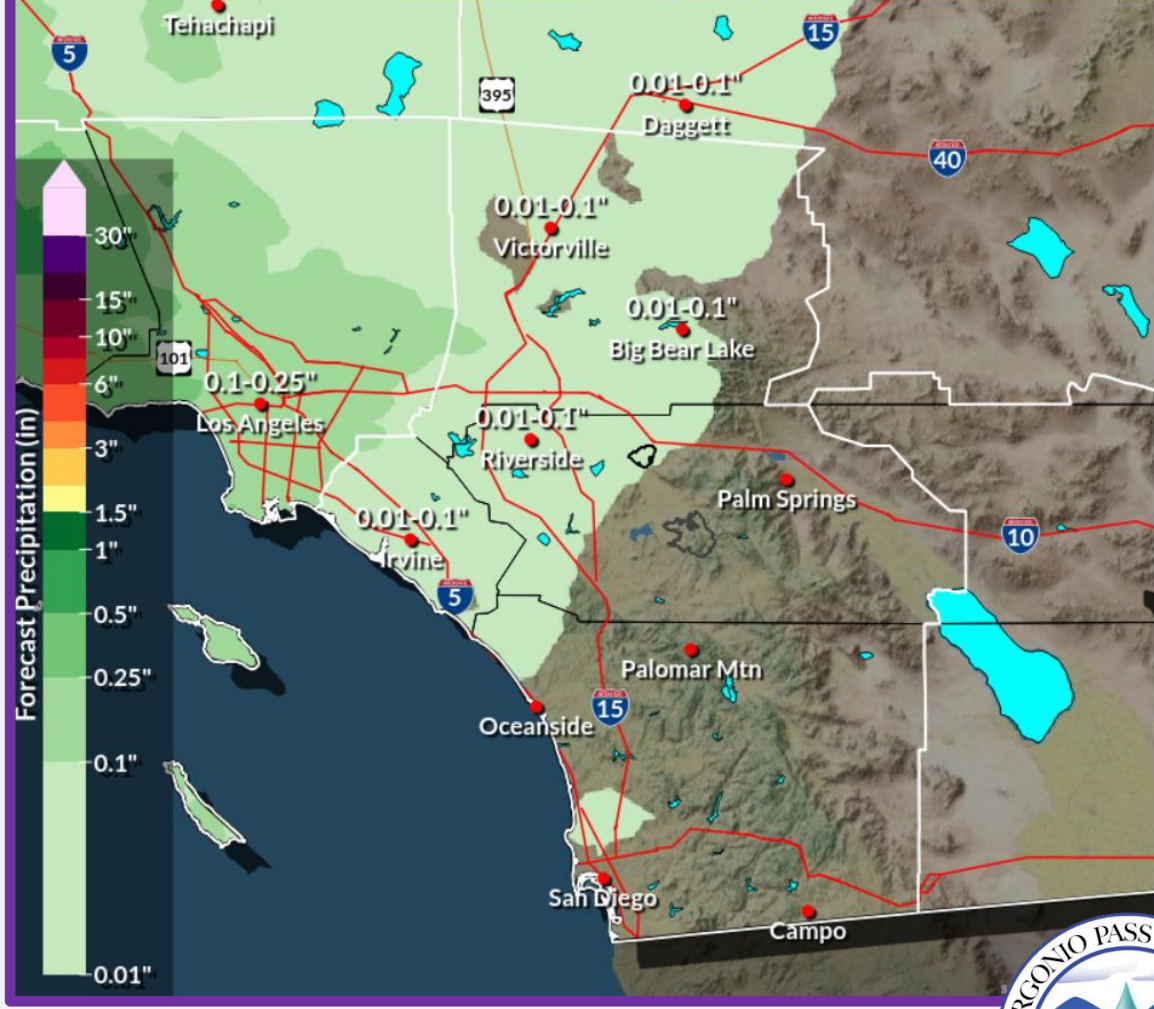 Tehachapi
5
15
395
0.01-0.1"
Daggett
40
0.01-0.1"
Victorville
0.01-0.1"
Big Bear Lake
101
0.1-0.25"
Los Angeles
0.01-0.1"
Riverside
Palm Springs
10
0.01-0.1"
Irvine
5
Palomar Mtn
15
Oceanside
San Diego
Campo
Forecast Precipitation (in)
30"
15"
10"
6"
3"
1.5"
1"
0.5"
0.25"
0.1"
0.01"
PASS